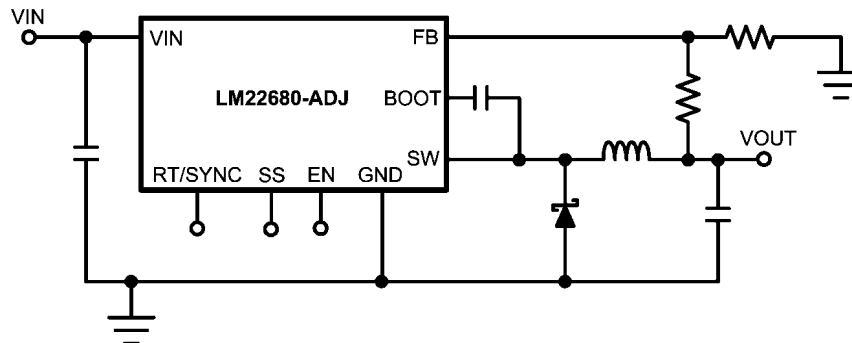 VIN
VIN
FB
LM22680-ADJ
BOOT
SW
VOUT
RT/SYNC SS EN GND